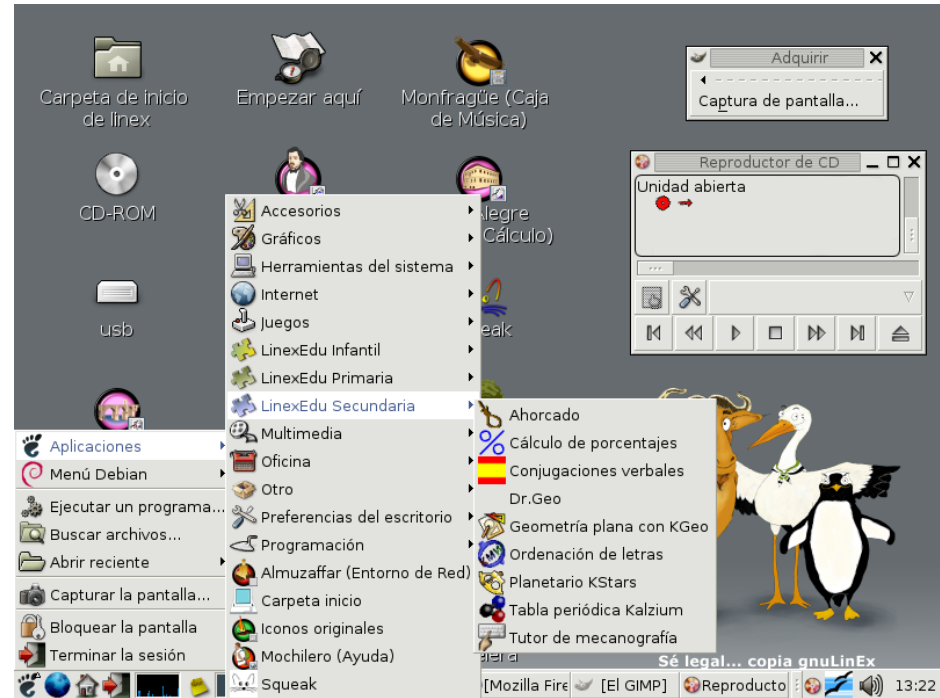 Carpeta de inicio
de linex
Empezar aquí
Monfragüe (Caja
de Música)
Adquirir
Captura de pantalla...
CD-ROM
Alegre
Cálculo)
Reproductor de CD
Unidad abierta
usb
Accesorios
Gráficos
Herramientas del sistema
Internet
Juegos
LinexEdu Infantil
LinexEdu Primaria
LinexEdu Secundaria
Multimedia
Oficina
Otro
Preferencias del escritorio
Programación
Almuzaffar (Entorno de Red)
Carpeta inicio
Iconos originales
Mochilero (Ayuda)
Squeak
Aplicaciones
Menú Debian
Ejecutar un programa...
Buscar archivos...
Abrir reciente
Capturar la pantalla...
Bloquear la pantalla
Terminar la sesión
Ahorcado
Cálculo de porcentajes
Conjugaciones verbales
Dr.Geo
Geometría plana con KGeo
Ordenación de letras
Planetario KStars
Tabla periódica Kalzium
Tutor de mecanografía
Sé legal... copia gnuLinEx
[Mozilla Fire
[El GIMP]
Reproducto
13:22